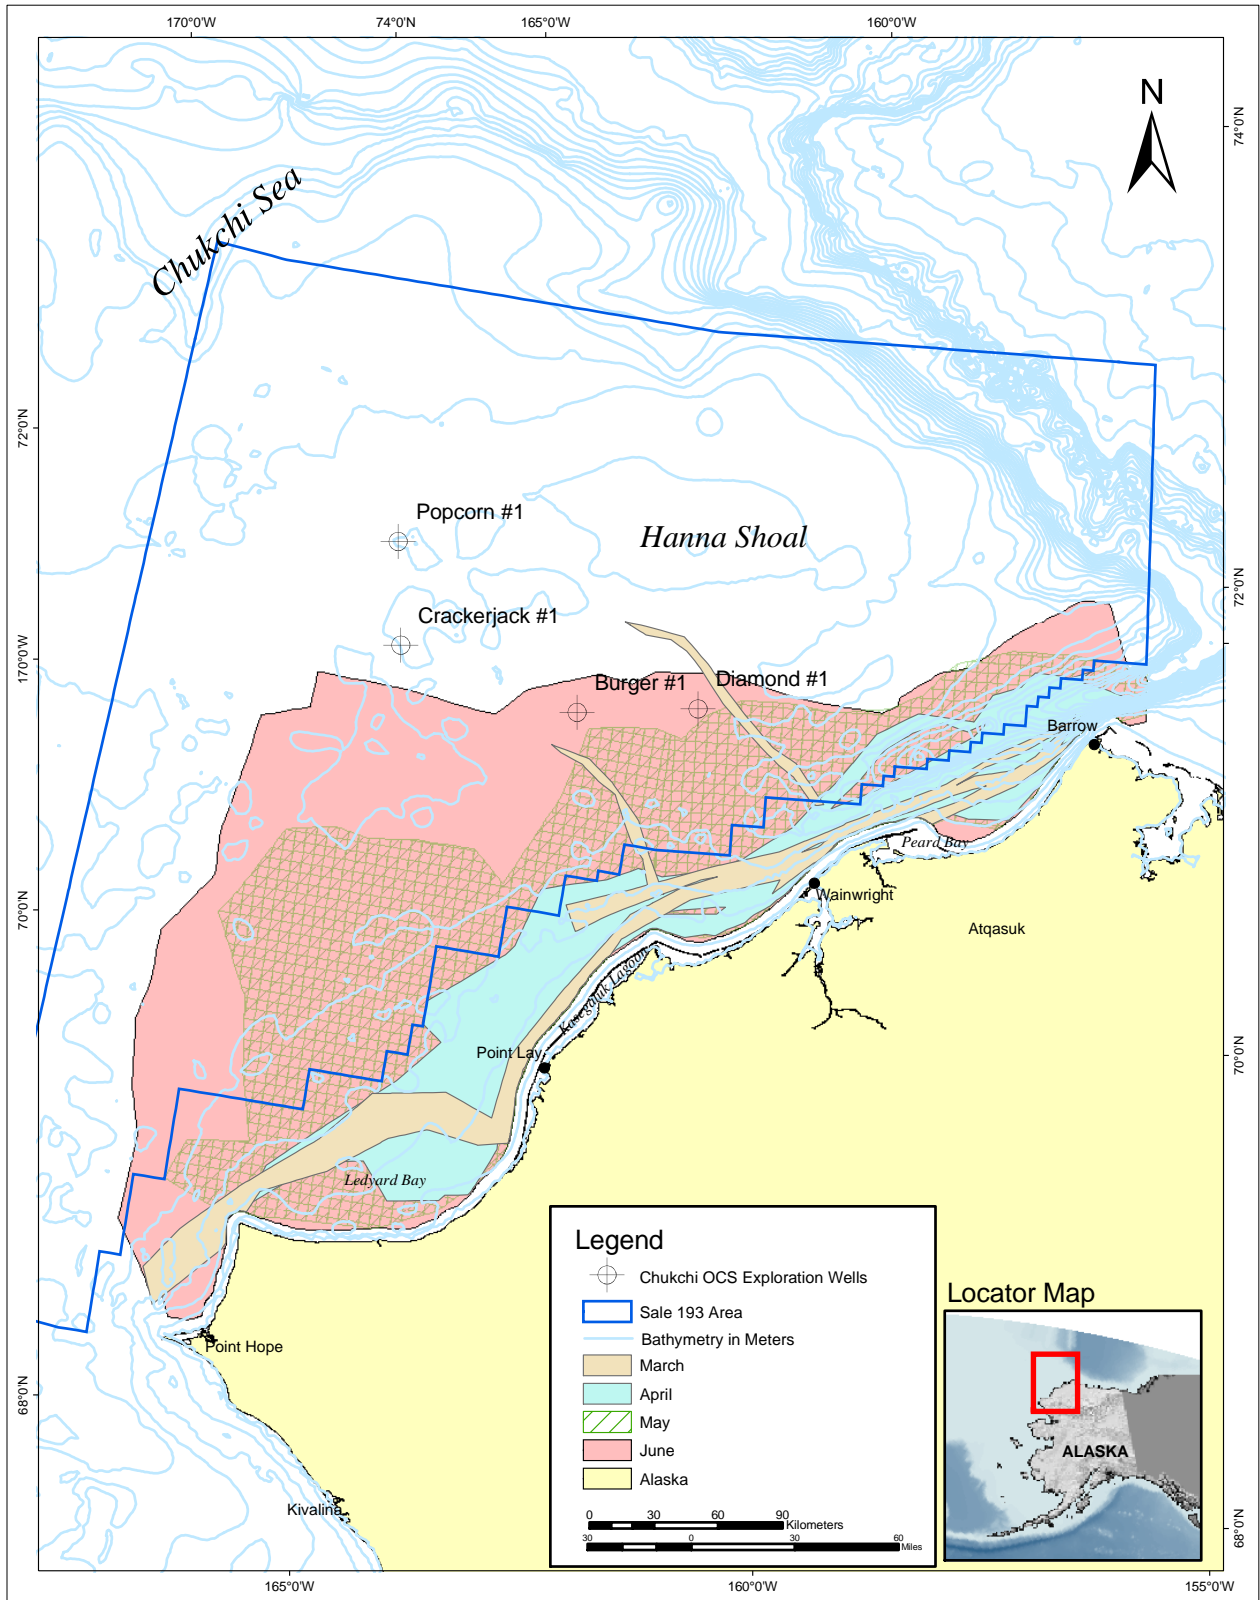 170°0'W
74°0'N
165°0'W
160°0'W
N
74°0'N
Chukchi Sea
72°0'N
Popcorn #1
Hanna Shoal
72°0'N
Crackerjack #1
170°0'W
Burger #1
Diamond #1
Barrow
Peard Bay
Wainwright
70°0'N
Atqasuk
Kasegaluk Lagoon
Point Lay
70°0'N
Ledyard Bay
Point Hope
68°0'N
Kivalina
Legend
Chukchi OCS Exploration Wells
Sale 193 Area
Bathymetry in Meters
March
April
May
June
Alaska
0 30 60 90
Kilometers
30 0 30 60
Miles
Locator Map
ALASKA
68°0'N
165°0'W
160°0'W
155°0'W